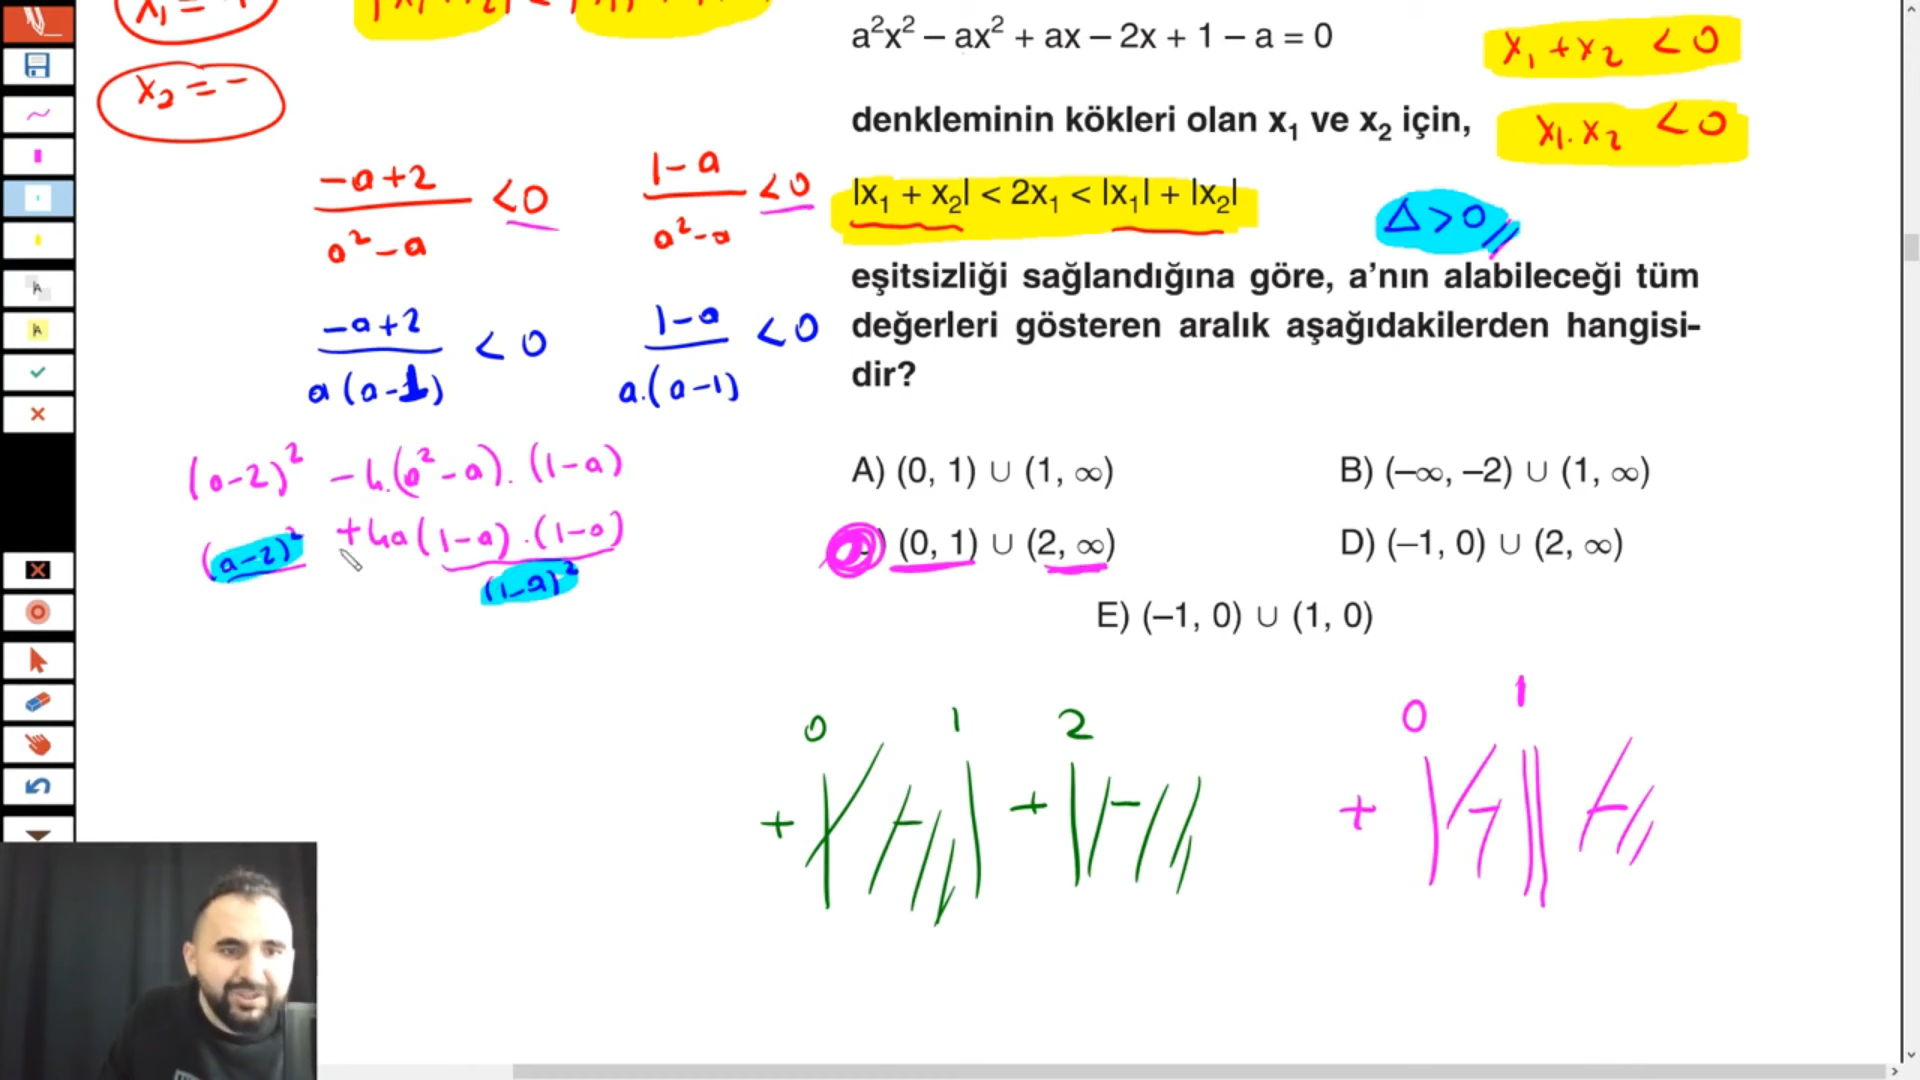 a²x² – ax² + ax – 2x + 1 – a = 0
x₁ + x₂ < 0
x₂ = -
denkleminin kökleri olan x₁ ve x₂ için,
x₁ . x₂ < 0
-a+2 / a²-a < 0
1-a / a²-a < 0
|x₁ + x₂| < 2x₁ < |x₁| + |x₂|
Δ > 0
eşitsizliği sağlandığına göre, a’nın alabileceği tüm
değerleri gösteren aralık aşağıdakilerden hangisi-
dir?
-a+2 / a(a-1) < 0
1-a / a.(a-1) < 0
(a-2)² -4.(a²-a).(1-a)
(a-2)² +4a(1-a).(1-a)
(1-a)²
A) (0, 1) ∪ (1, ∞)
B) (–∞, –2) ∪ (1, ∞)
) (0, 1) ∪ (2, ∞)
D) (–1, 0) ∪ (2, ∞)
E) (–1, 0) ∪ (1, 0)
0 1 2
+ - + -
0 1
+ - -